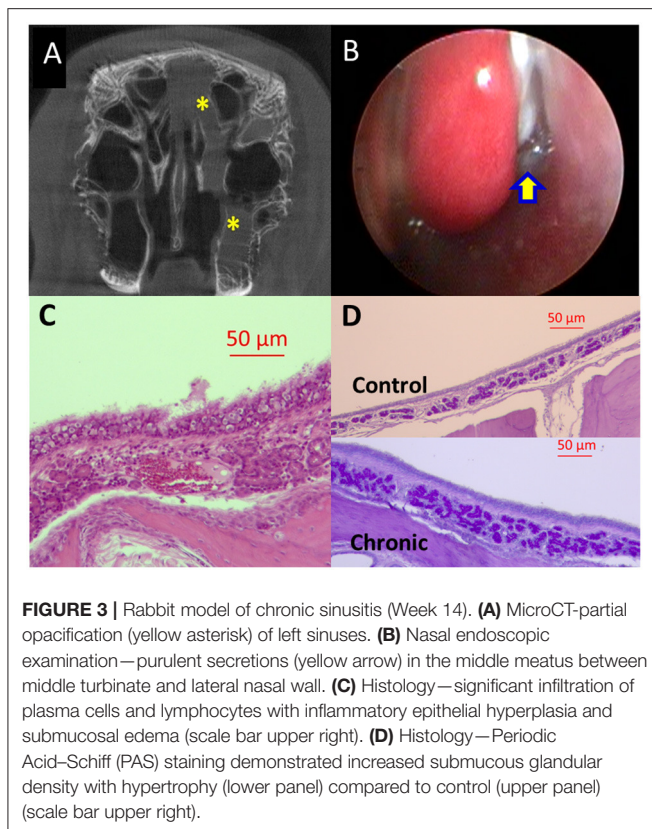 A
B
C
50 μm
D
50 μm
Control
50 μm
Chronic
FIGURE 3 | Rabbit model of chronic sinusitis (Week 14). (A) MicroCT-partial
opacification (yellow asterisk) of left sinuses. (B) Nasal endoscopic
examination—purulent secretions (yellow arrow) in the middle meatus between
middle turbinate and lateral nasal wall. (C) Histology—significant infiltration of
plasma cells and lymphocytes with inflammatory epithelial hyperplasia and
submucosal edema (scale bar upper right). (D) Histology—Periodic
Acid–Schiff (PAS) staining demonstrated increased submucous glandular
density with hypertrophy (lower panel) compared to control (upper panel)
(scale bar upper right).